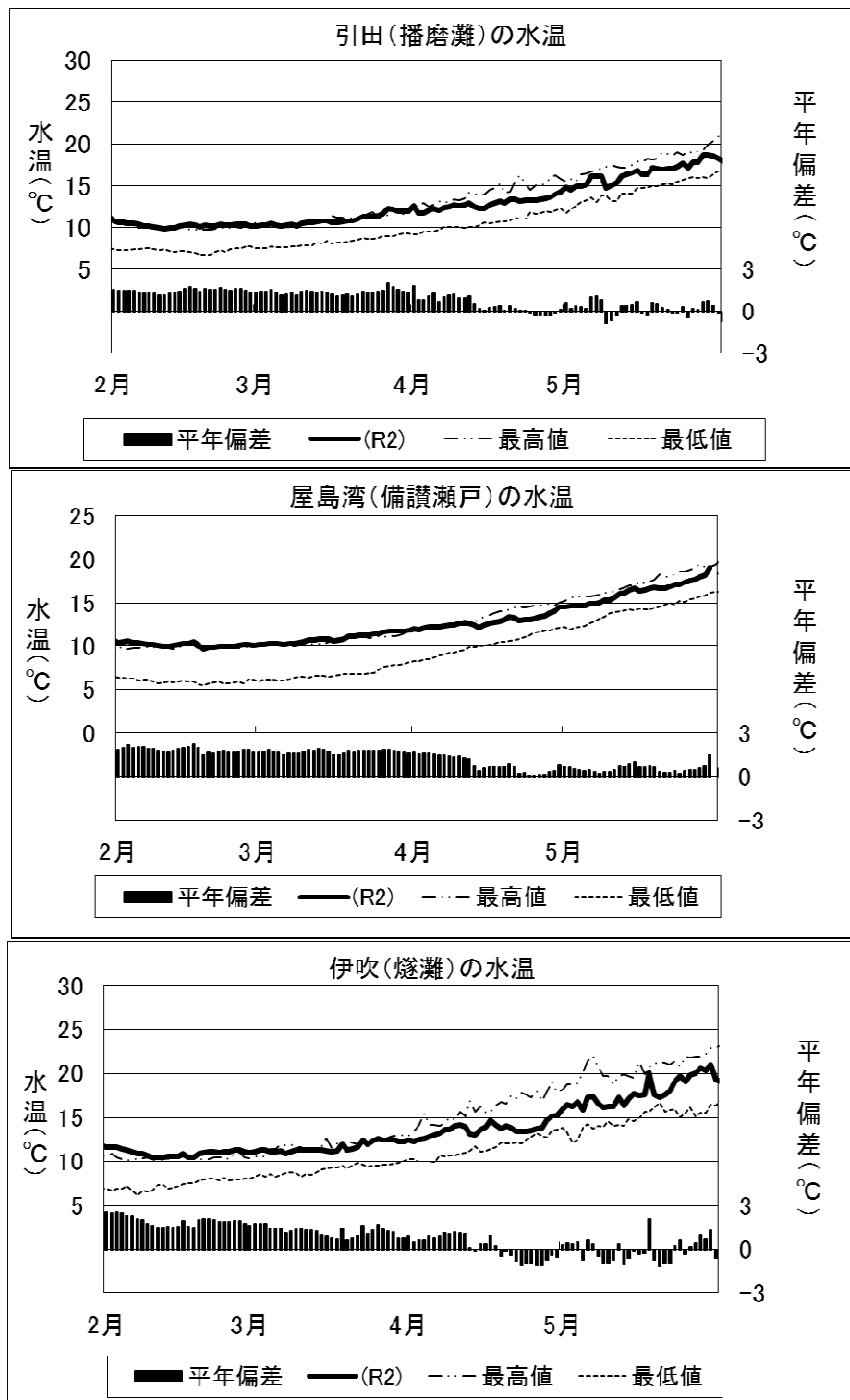 引田(播磨灘)の水温
30
25
20
15
10
5
水温(℃)
平年偏差(℃)
3
0
-3
2月 3月 4月 5月
平年偏差 (R2) 最高値 最低値
屋島湾(備讃瀬戸)の水温
25
20
15
10
5
0
水温(℃)
平年偏差(℃)
3
0
-3
2月 3月 4月 5月
平年偏差 (R2) 最高値 最低値
伊吹(燧灘)の水温
30
25
20
15
10
5
水温(℃)
平年偏差(℃)
3
0
-3
2月 3月 4月 5月
平年偏差 (R2) 最高値 最低値